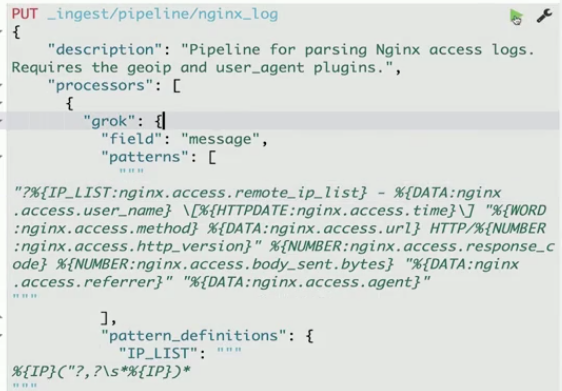 PUT _ingest/pipeline/nginx_log
{
"description": "Pipeline for parsing Nginx access logs.
Requires the geoip and user_agent plugins.",
"processors": [
{
"grok": {
"field": "message",
"patterns": [
"""
"?%{IP_LIST:nginx.access.remote_ip_list} - %{DATA:nginx
.access.user_name} \[%{HTTPDATE:nginx.access.time}\] "%{WORD
:nginx.access.method} %{DATA:nginx.access.url} HTTP/%{NUMBER
:nginx.access.http_version}" %{NUMBER:nginx.access.response_c
ode} %{NUMBER:nginx.access.body_sent.bytes} "%{DATA:nginx
.access.referrer}" "%{DATA:nginx.access.agent}"
"""
],
"pattern_definitions": {
"IP_LIST": """
%{IP}("?,?\s*%{IP})*
"""